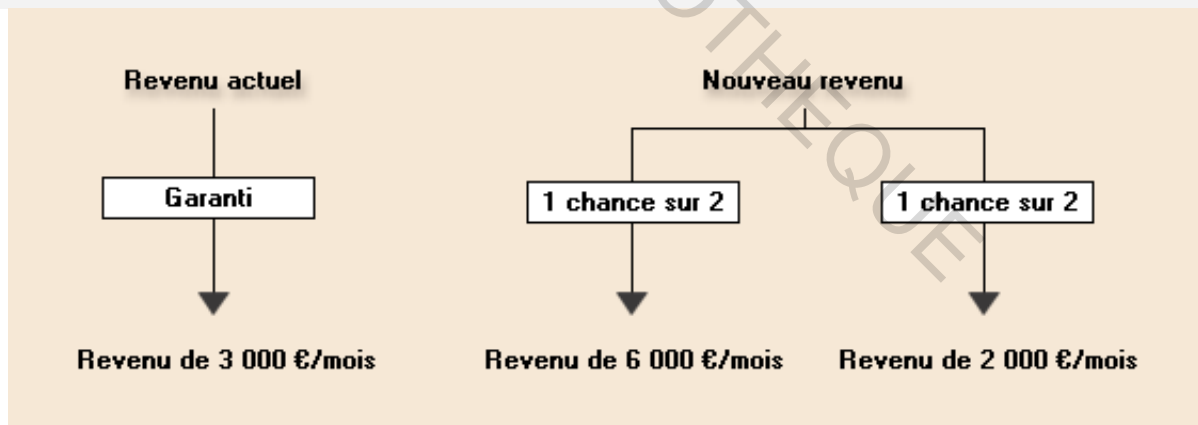 Revenu actuel
Nouveau revenu
Garanti
1 chance sur 2
1 chance sur 2
Revenu de 3 000 €/mois
Revenu de 6 000 €/mois
Revenu de 2 000 €/mois